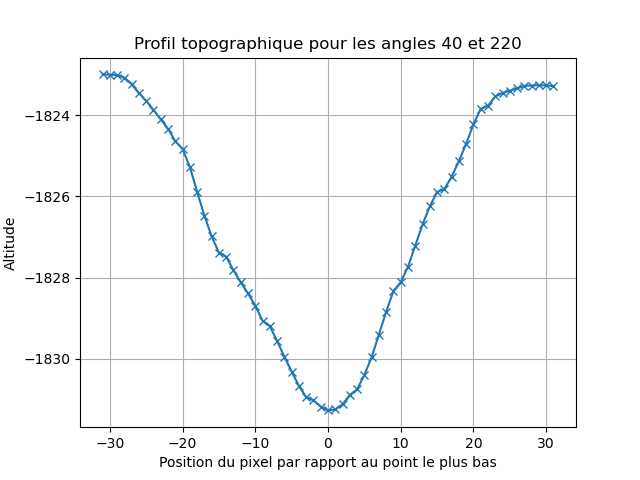 Profil topographique pour les angles 40 et 220
−1824
−1826
−1828
−1830
Altitude
−30 −20 −10 0 10 20 30
Position du pixel par rapport au point le plus bas